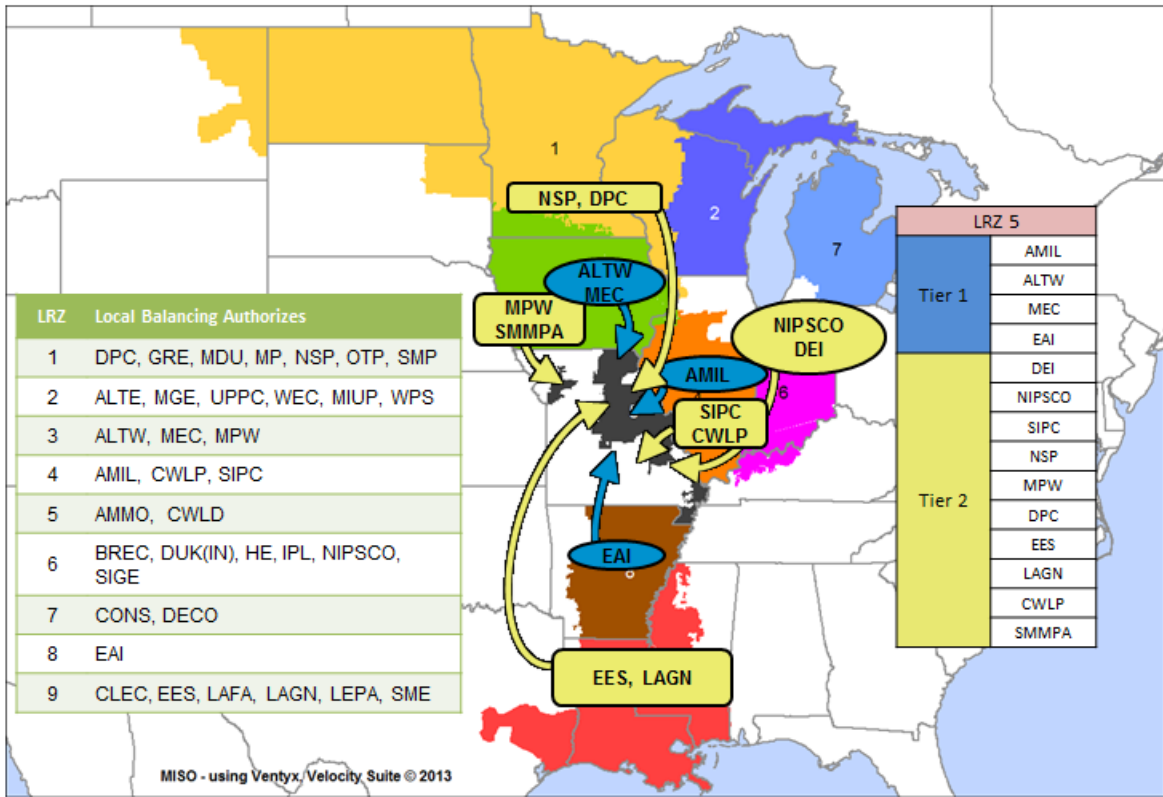 1
2
7
NSP, DPC
ALTW
MEC
MPW
SMMPA
NIPSCO
DEI
AMIL
6
SIPC
CWLP
EAI
EES, LAGN
LRZ Local Balancing Authorizes
1 DPC, GRE, MDU, MP, NSP, OTP, SMP
2 ALTE, MGE, UPPC, WEC, MIUP, WPS
3 ALTW, MEC, MPW
4 AMIL, CWLP, SIPC
5 AMMO, CWLD
6 BREC, DUK(IN), HE, IPL, NIPSCO,
SIGE
7 CONS, DECO
8 EAI
9 CLEC, EES, LAFA, LAGN, LEPA, SME
LRZ 5
Tier 1
AMIL
ALTW
MEC
EAI
Tier 2
DEI
NIPSCO
SIPC
NSP
MPW
DPC
EES
LAGN
CWLP
SMMPA
MISO - using Ventyx, Velocity Suite © 2013